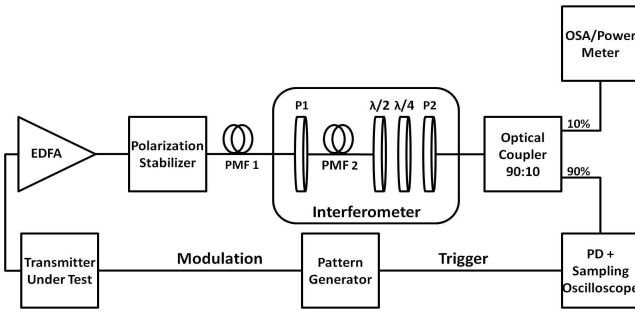 OSA/Power
Meter
P1
λ/2
λ/4
P2
10%
EDFA
Polarization
Stabilizer
PMF 1
PMF 2
Optical
Coupler
90:10
90%
Interferometer
Transmitter
Under Test
Modulation
Pattern
Generator
Trigger
PD +
Sampling
Oscilloscope